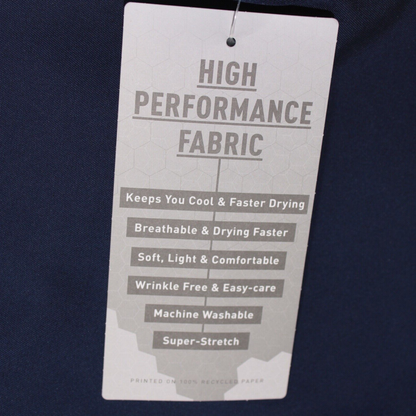 HIGH
PERFORMANCE
FABRIC
Keeps You Cool & Faster Drying
Breathable & Drying Faster
Soft, Light & Comfortable
Wrinkle Free & Easy-care
Machine Washable
Super-Stretch
PRINTED ON 100% RECYCLED PAPER